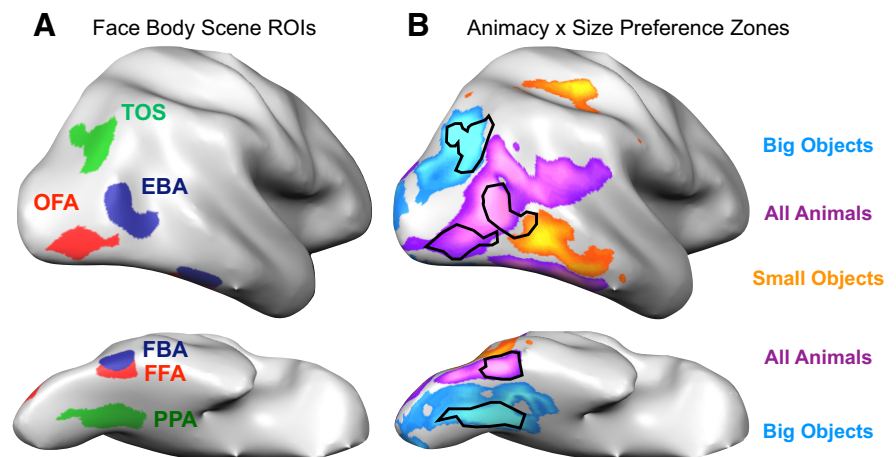 A Face Body Scene ROIs
B Animacy x Size Preference Zones
TOS
EBA
OFA
Big Objects
All Animals
Small Objects
FBA
FFA
PPA
All Animals
Big Objects